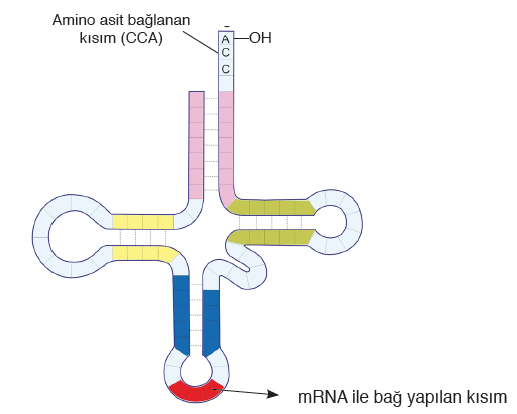 Amino asit bağlanan
kısım (CCA)
A–OH
C
C
mRNA ile bağ yapılan kısım